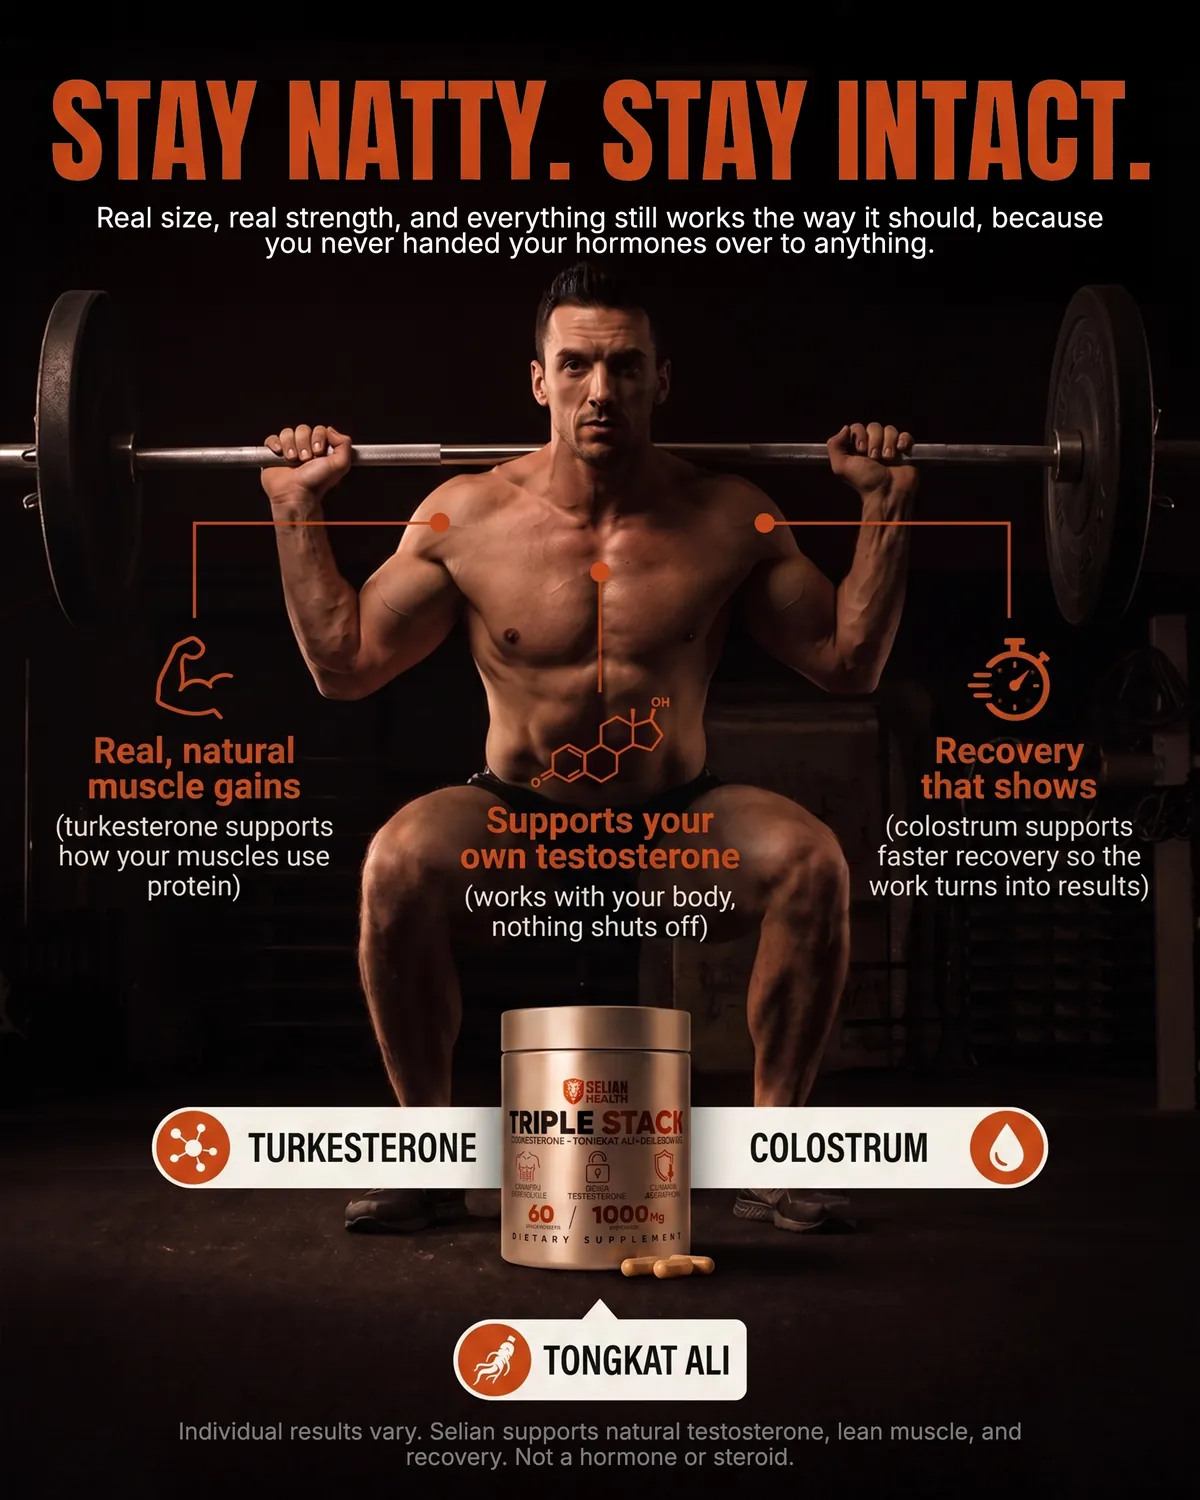 STAY NATTY. STAY INTACT.
Real size, real strength, and everything still works the way it should, because
you never handed your hormones over to anything.
OH
O
Real, natural
muscle gains
(turkesterone supports
how your muscles use
protein)
Supports your
own testosterone
(works with your body,
nothing shuts off)
Recovery
that shows
(colostrum supports
faster recovery so the
work turns into results)
SELIAN
HEALTH
TRIPLE STACK
TESTOSTERONE
60 / 1000Mg
DIETARY SUPPLEMENT
TURKESTERONE
COLOSTRUM
TONGKAT ALI
Individual results vary. Selian supports natural testosterone, lean muscle, and
recovery. Not a hormone or steroid.